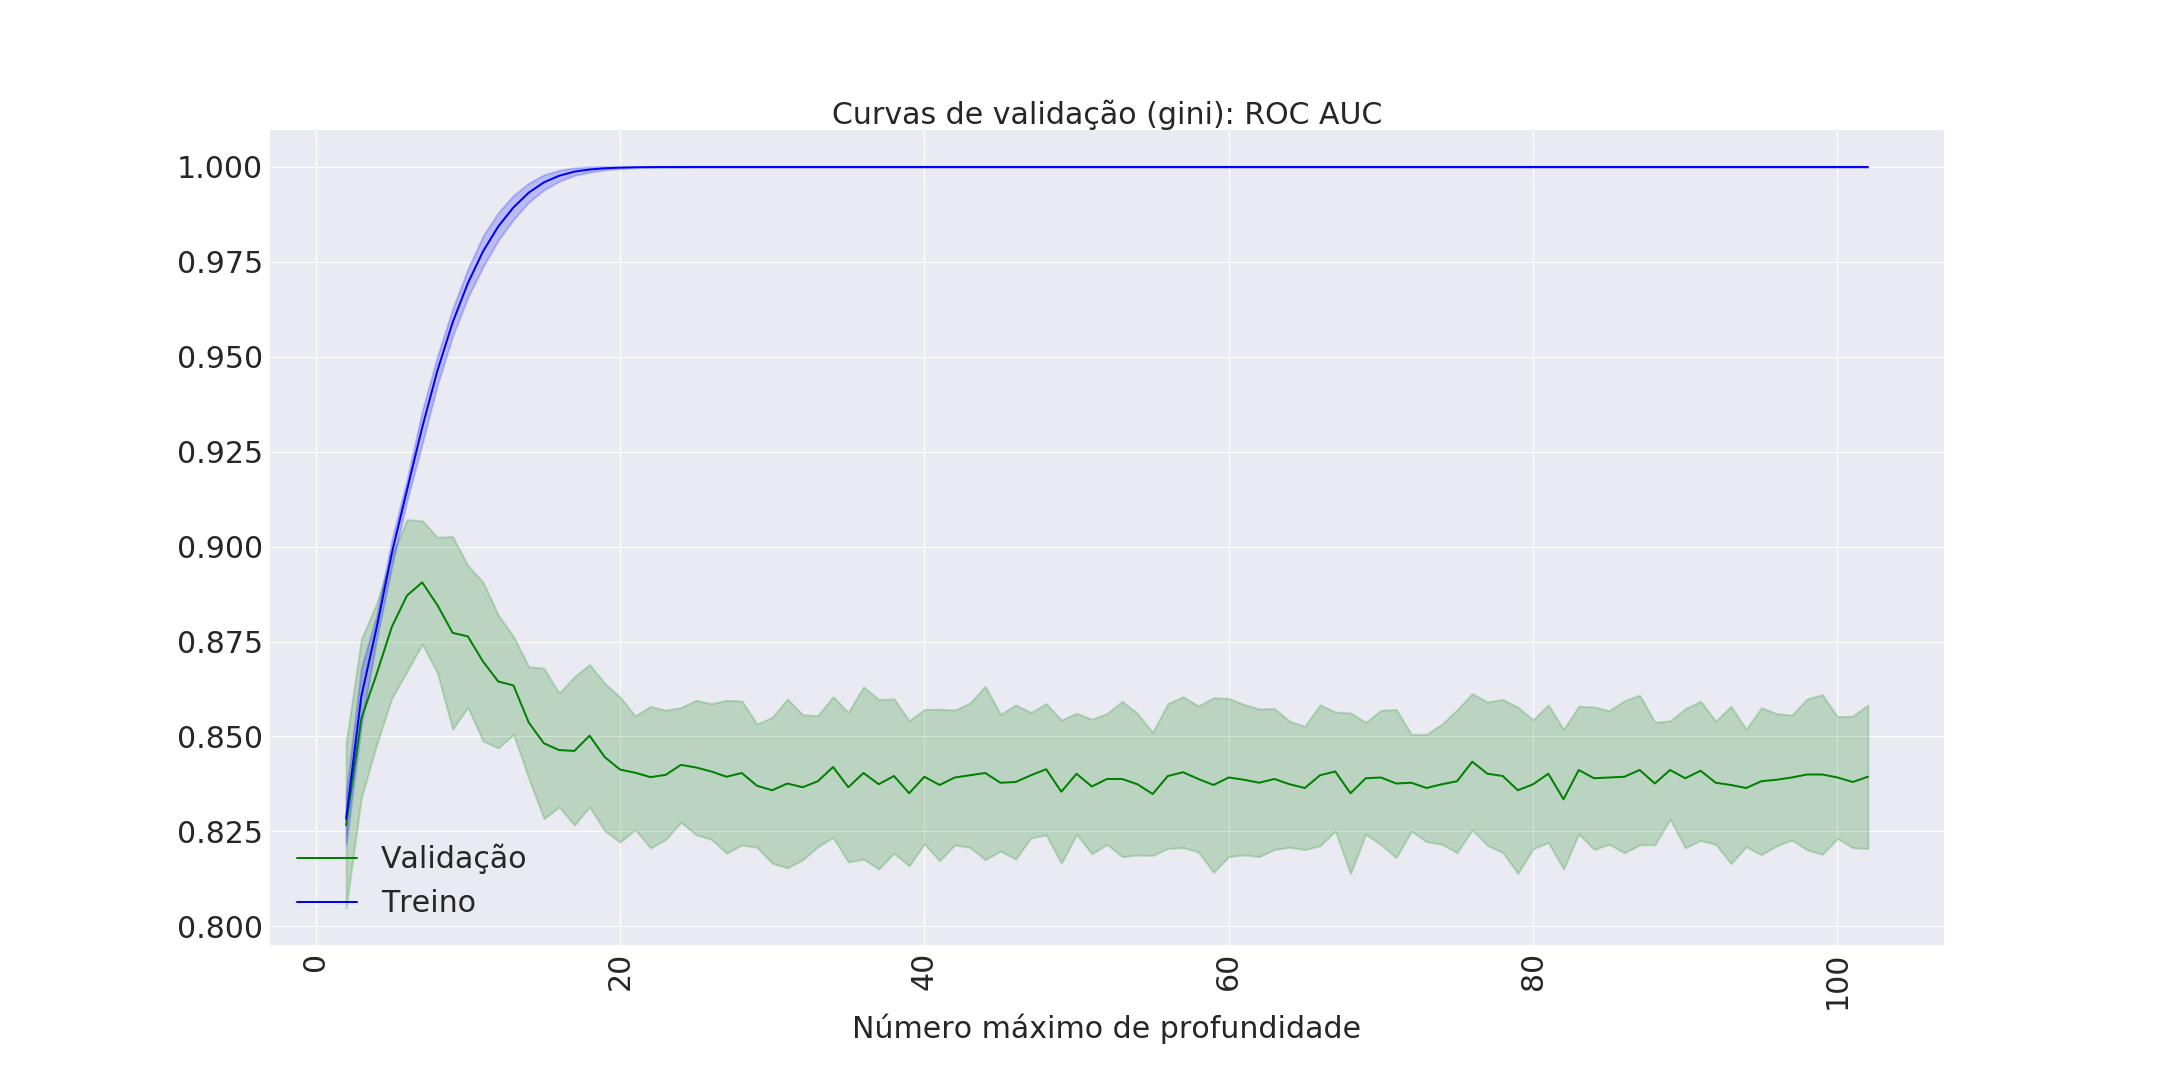 Curvas de validação (gini): ROC AUC
1.000
0.975
0.950
0.925
0.900
0.875
0.850
0.825
0.800
Validação
Treino
0 20 40 60 80 100
Número máximo de profundidade